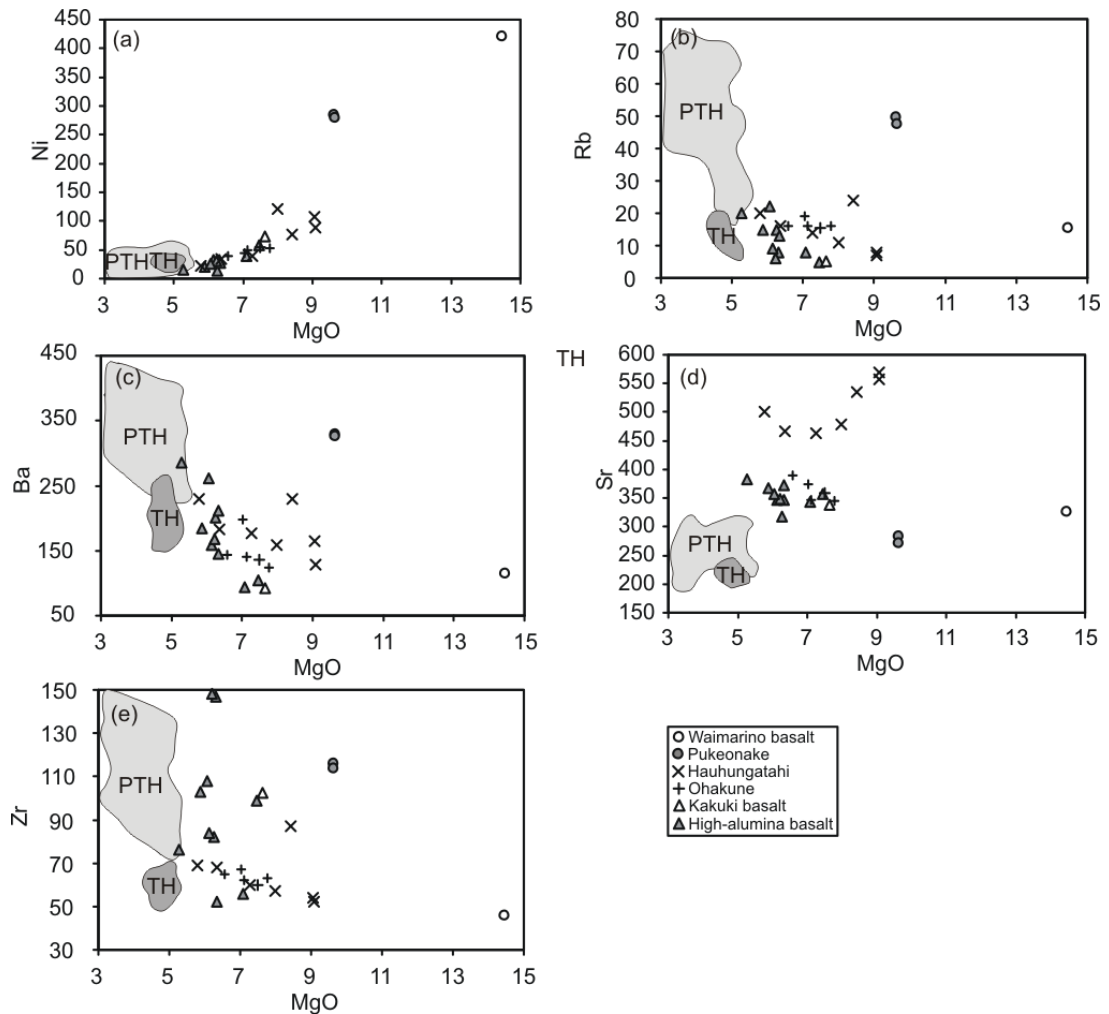 (a)
450
400
350
300
250
200
150
100
50
0
Ni
PTH
TH
3 5 7 9 11 13 15
MgO
(b)
80
70
60
50
40
30
20
10
0
Rb
PTH
TH
3 5 7 9 11 13 15
MgO
(c)
450
350
250
150
50
Ba
PTH
TH
3 5 7 9 11 13 15
MgO
TH
(d)
600
550
500
450
400
350
300
250
200
150
Sr
PTH
TH
3 5 7 9 11 13 15
MgO
(e)
150
130
110
90
70
50
30
Zr
PTH
TH
3 5 7 9 11 13 15
MgO
Waimarino basalt
Pukeonake
Hauhungatahi
Ohakune
Kakuki basalt
High-alumina basalt